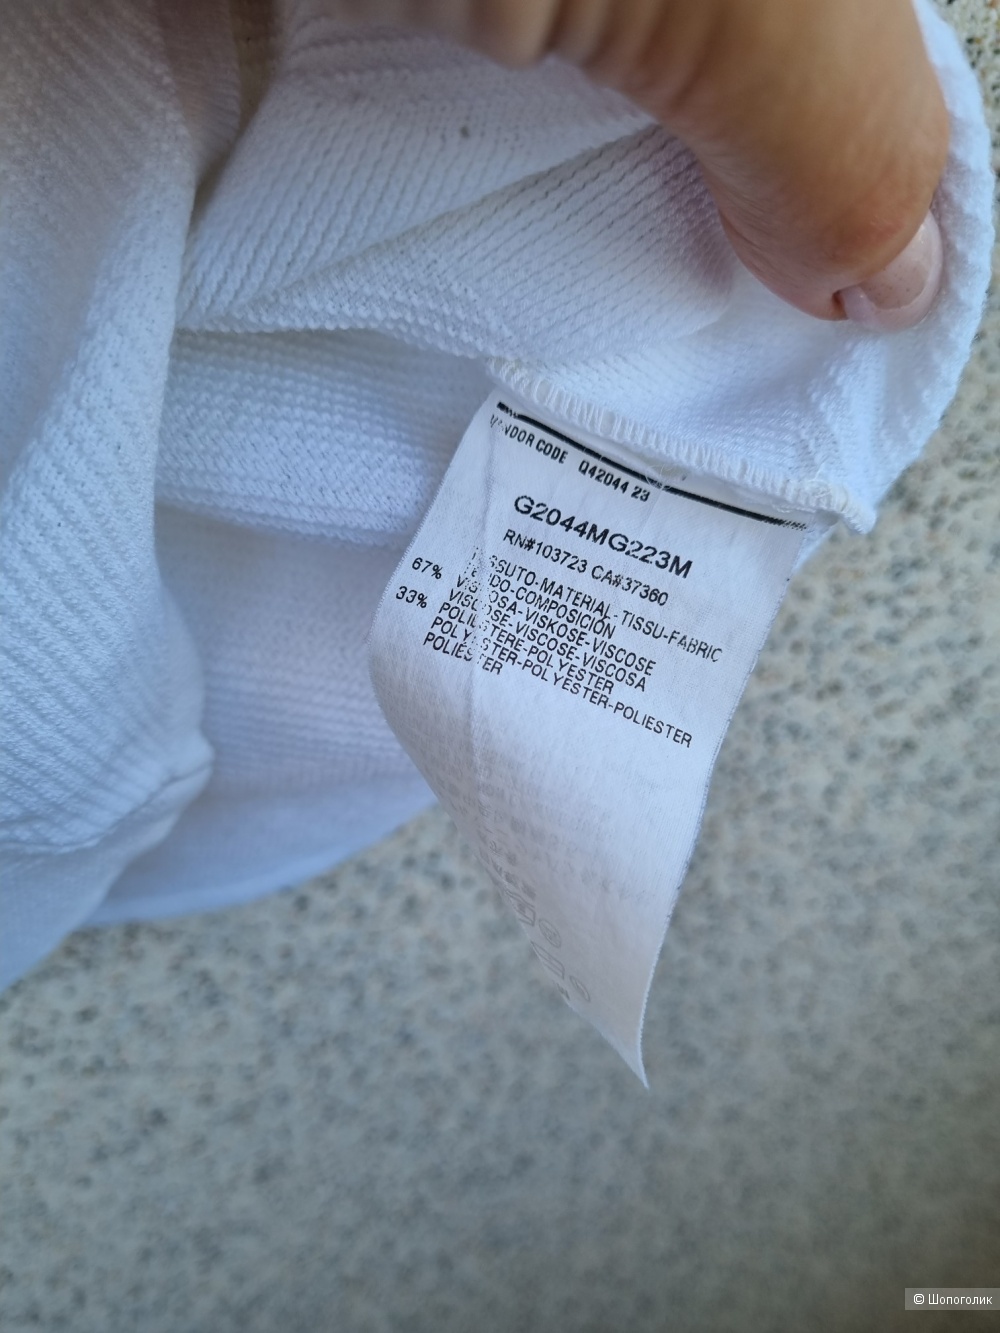 VENDOR CODE Q42044 23
G2044MG223M
RN#103723 CA#37360
TESSUTO-MATERIAL-TISSU-FABRIC
TEJIDO-COMPOSICIÓN
67% VISCOSA-VISKOSE-VISCOSE
VISCOSE-VISCOSE-VISCOSA
33% POLIESTERE-POLYESTER
POLYESTER-POLYESTER-POLIESTER
POLIESTER
© Шопоголик